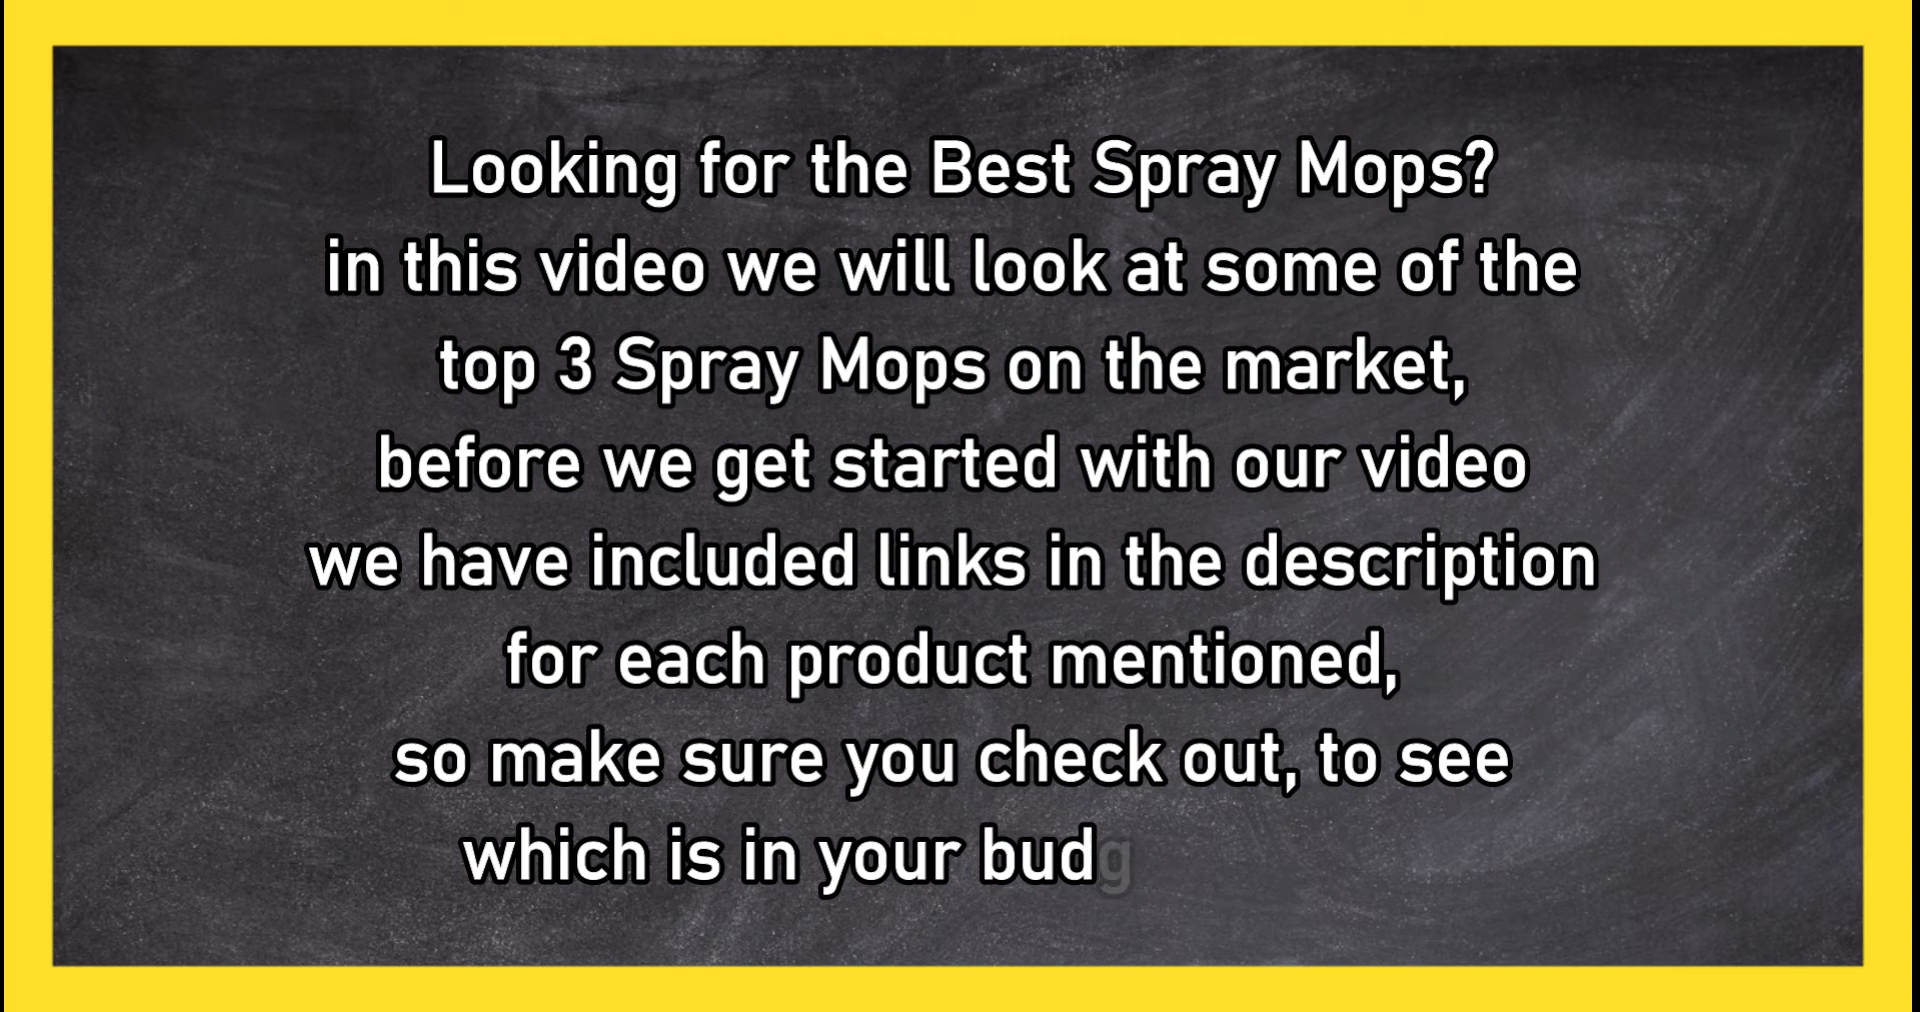 Looking for the Best Spray Mops?
in this video we will look at some of the
top 3 Spray Mops on the market,
before we get started with our video
we have included links in the description
for each product mentioned,
so make sure you check out, to see
which is in your budg